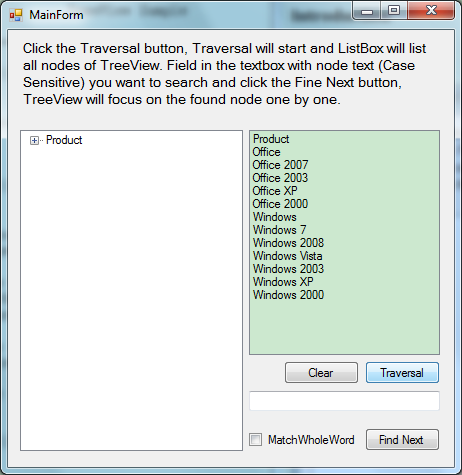 MainForm
Click the Traversal button, Traversal will start and ListBox will list
all nodes of TreeView. Field in the textbox with node text (Case
Sensitive) you want to search and click the Fine Next button,
TreeView will focus on the found node one by one.
Product
Product
Office
Office 2007
Office 2003
Office XP
Office 2000
Windows
Windows 7
Windows 2008
Windows Vista
Windows 2003
Windows XP
Windows 2000
Clear
Traversal
MatchWholeWord
Find Next